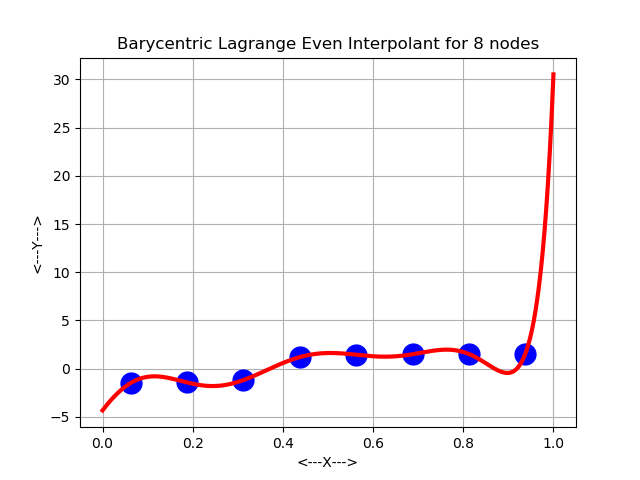 Barycentric Lagrange Even Interpolant for 8 nodes
30
25
20
15
10
5
0
−5
<---Y--->
0.0 0.2 0.4 0.6 0.8 1.0
<---X--->